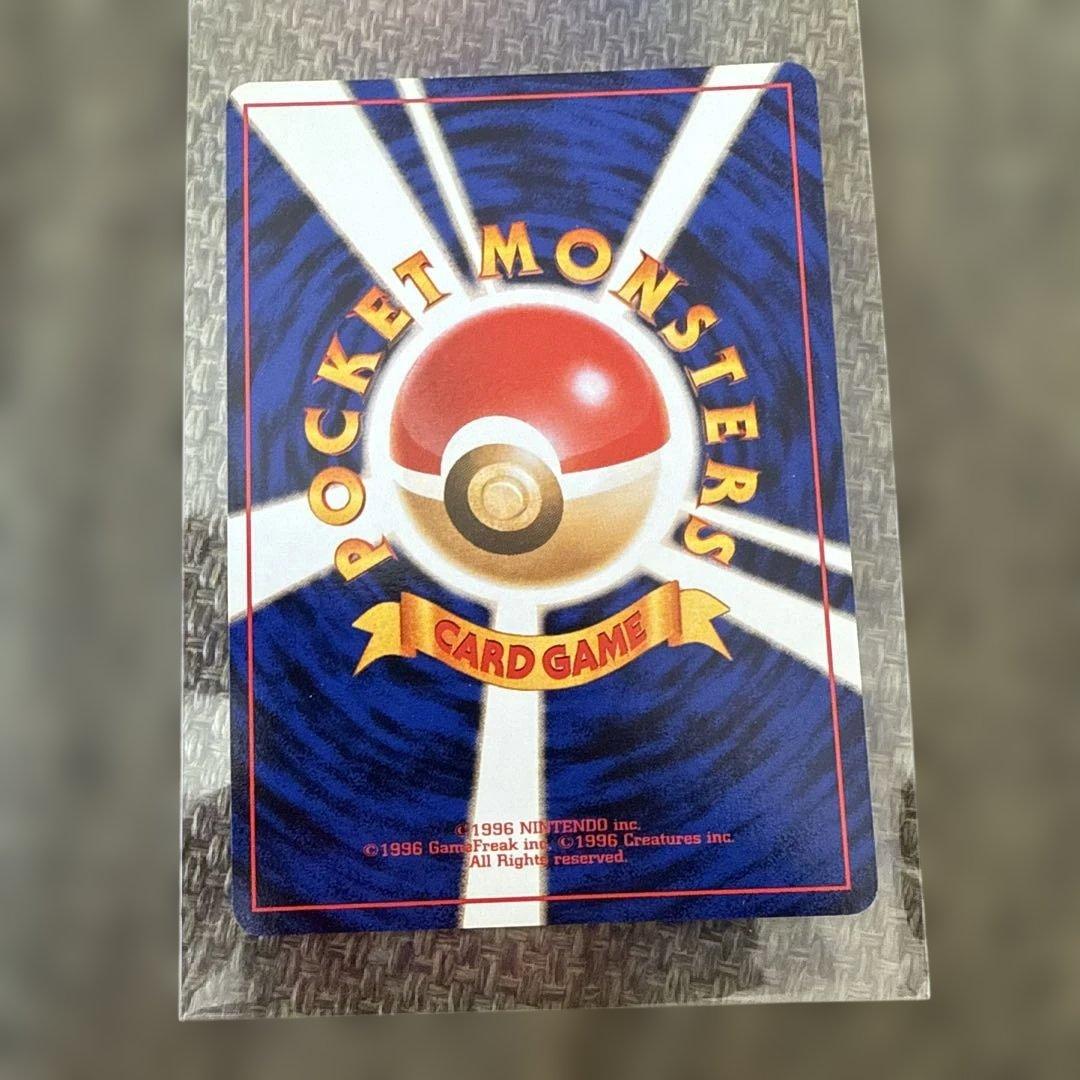 POCKET MONSTERS
CARD GAME
©1996 NINTENDO inc.
©1996 GameFreak inc. ©1996 Creatures inc.
All Rights reserved.